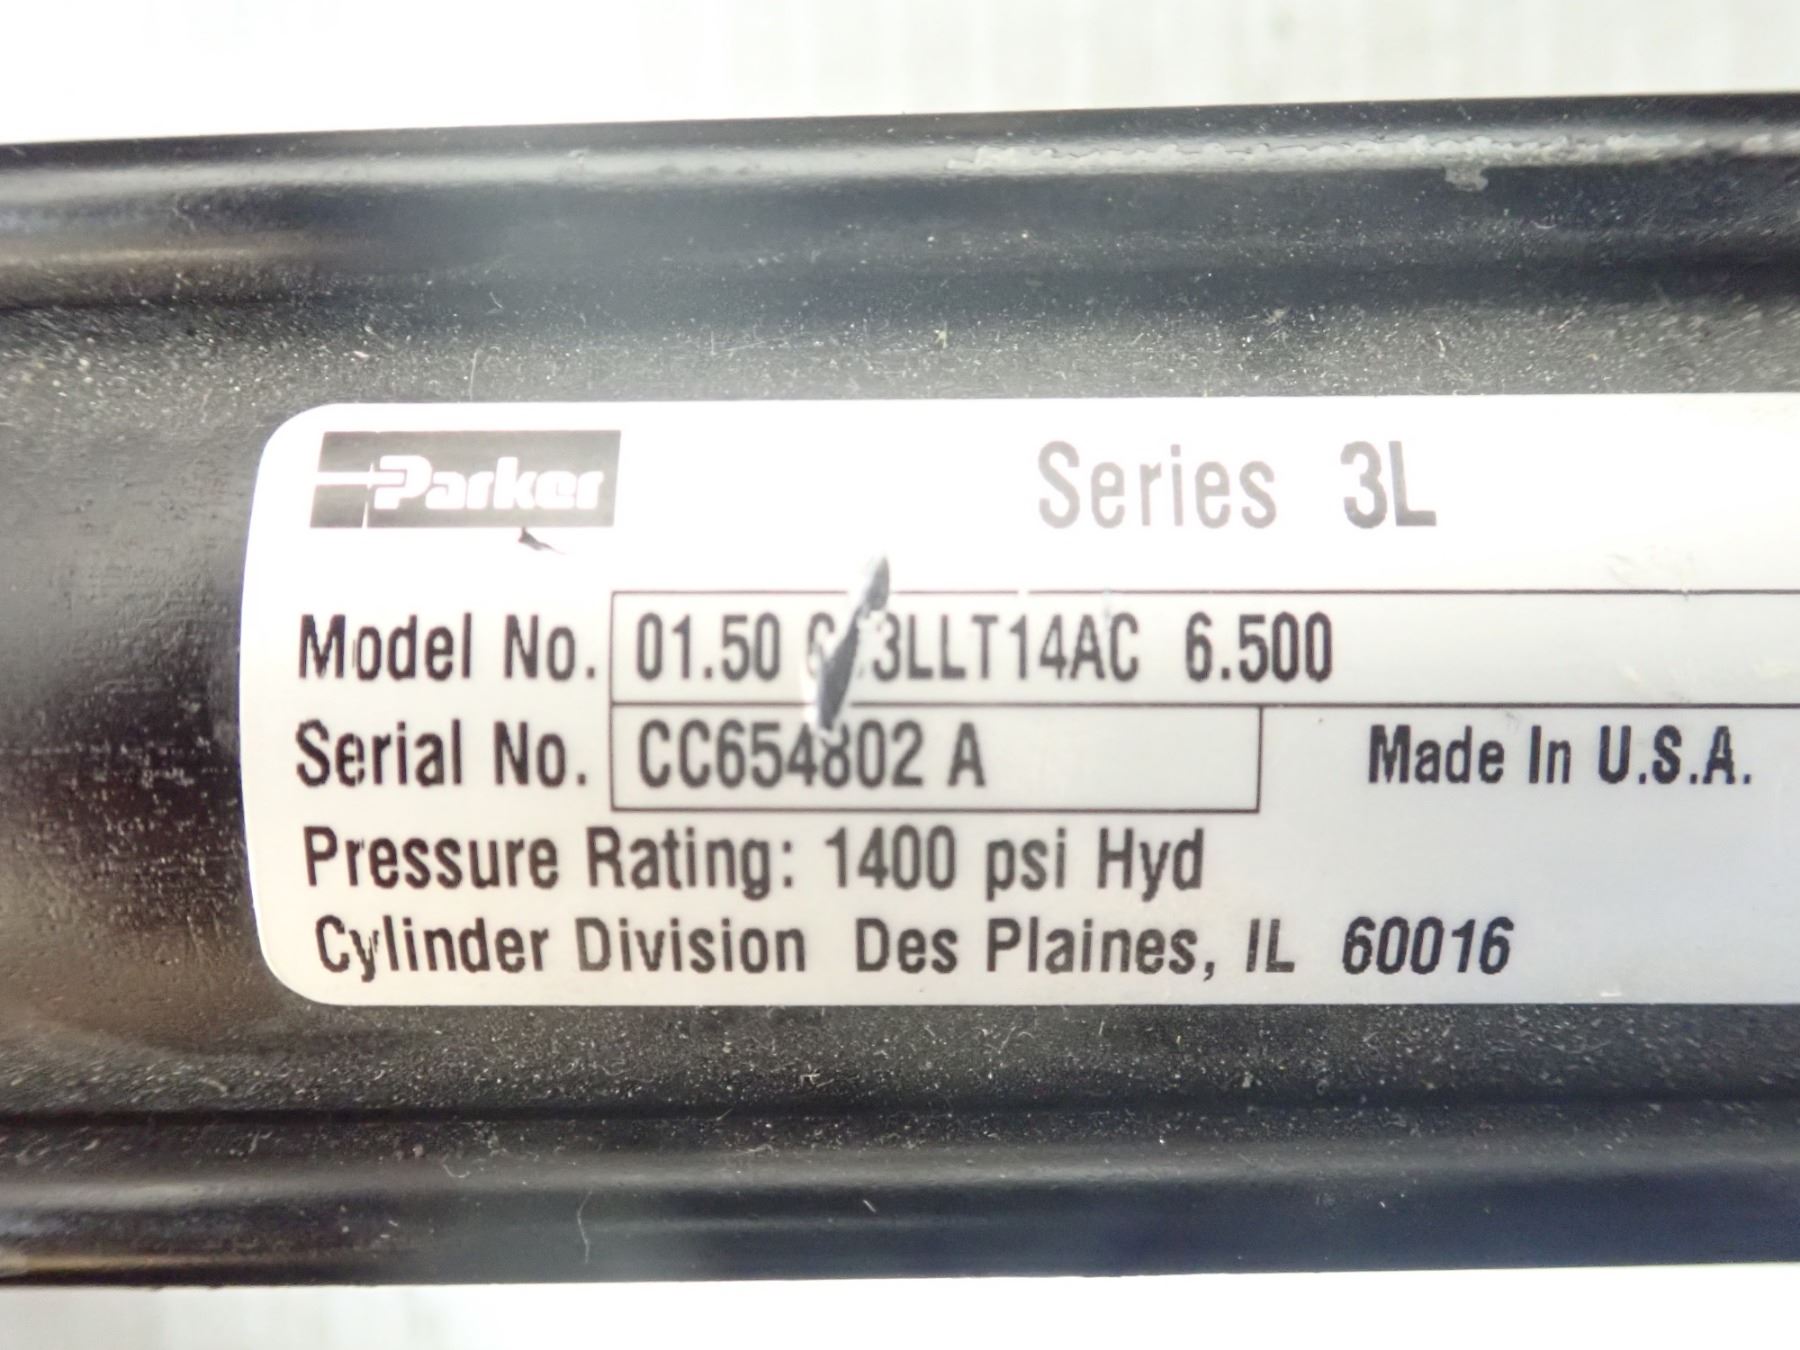 Parker
Series 3L
Model No. 01.50 6.500
Serial No. CC654802 A
Made In U.S.A.
Pressure Rating: 1400 psi Hyd
Cylinder Division Des Plaines, IL 60016